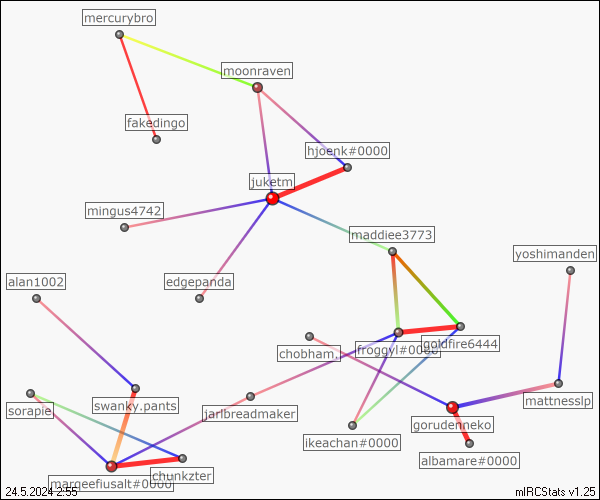 mercurybro
moonraven
fakedingo
hjoenk#0000
juketm
mingus4742
maddiee3773
yoshimanden
alan1002
edgepanda
chobham.
froggyl#0000
goldfire6444
swanky.pants
sorapie
jarlbreadmaker
mattnesslp
gorudenneko
ikeachan#0000
albamare#0000
chunkzter
marqeefiusalt#0000
24.5.2024 2:55
mIRCStats v1.25